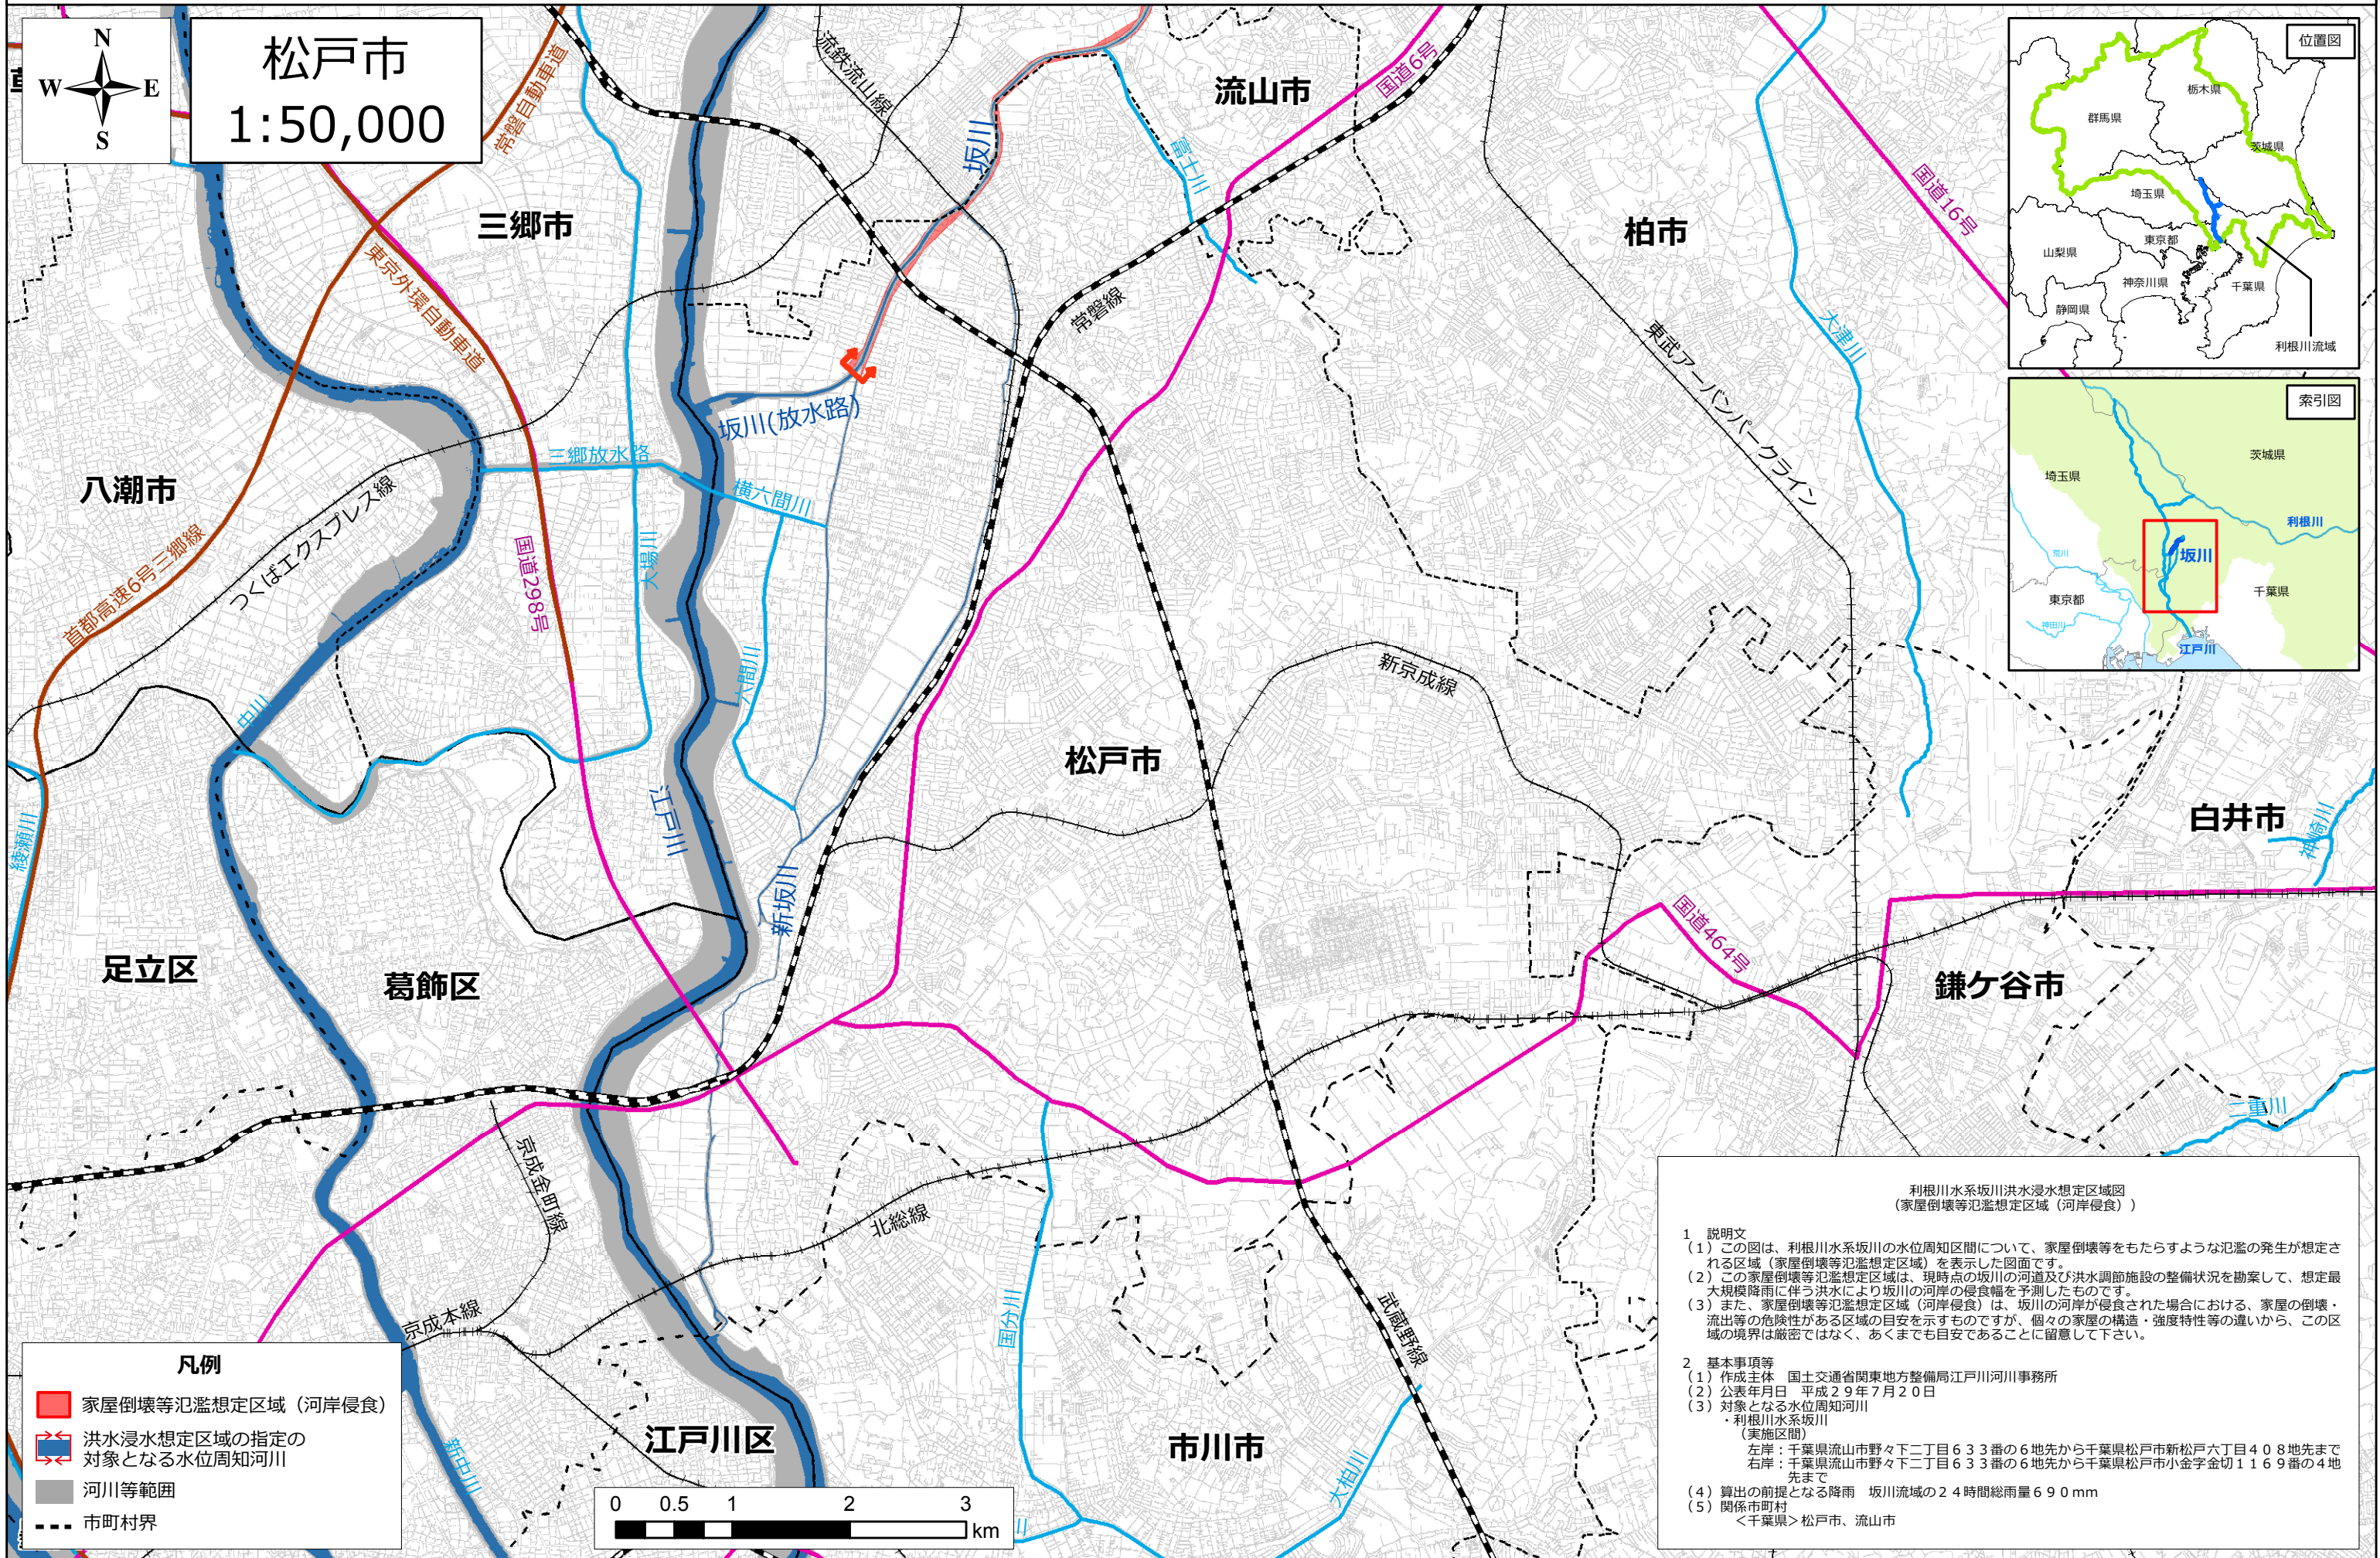 N
W E
S
松戸市
1:50,000
常磐自動車道
流鉄流山線
坂川
流山市
国道6号
富士川
三郷市
東京外環自動車道
柏市
国道16号
常磐線
東武アーバンパークライン
大津川
坂川(放水路)
三郷放水路
横六間川
八潮市
つくばエクスプレス線
首都高速6号三郷線
国道298号
大場川
六間川
新京成線
中川
松戸市
江戸川
新坂川
綾瀬川
白井市
神崎川
足立区
葛飾区
国道464号
鎌ケ谷市
二重川
京成金町線
北総線
京成本線
国分川
武蔵野線
江戸川区
市川市
大柏川
新中川
位置図
栃木県
群馬県
茨城県
埼玉県
東京都
山梨県
神奈川県
千葉県
静岡県
利根川流域
索引図
茨城県
埼玉県
利根川
坂川
荒川
東京都
千葉県
神田川
江戸川
凡例
家屋倒壊等氾濫想定区域（河岸侵食）
洪水浸水想定区域の指定の
対象となる水位周知河川
河川等範囲
市町村界
0 0.5 1 2 3
km
利根川水系坂川洪水浸水想定区域図
（家屋倒壊等氾濫想定区域（河岸侵食））
1 説明文
（1）この図は、利根川水系坂川の水位周知区間について、家屋倒壊等をもたらすような氾濫の発生が想定さ
れる区域（家屋倒壊等氾濫想定区域）を表示した図面です。
（2）この家屋倒壊等氾濫想定区域は、現時点の坂川の河道及び洪水調節施設の整備状況を勘案して、想定最
大規模降雨に伴う洪水により坂川の河岸の侵食幅を予測したものです。
（3）また、家屋倒壊等氾濫想定区域（河岸侵食）は、坂川の河岸が侵食された場合における、家屋の倒壊・
流出等の危険性がある区域の目安を示すものですが、個々の家屋の構造・強度特性等の違いから、この区
域の境界は厳密ではなく、あくまでも目安であることに留意して下さい。
2 基本事項等
（1）作成主体 国土交通省関東地方整備局江戸川河川事務所
（2）公表年月日 平成２９年７月２０日
（3）対象となる水位周知河川
・利根川水系坂川
（実施区間）
左岸：千葉県流山市野々下二丁目６３３番の６地先から千葉県松戸市新松戸六丁目４０８地先まで
右岸：千葉県流山市野々下二丁目６３３番の６地先から千葉県松戸市小金字金切１１６９番の４地
先まで
（4）算出の前提となる降雨 坂川流域の２４時間総雨量６９０mm
（5）関係市町村
＜千葉県＞松戸市、流山市